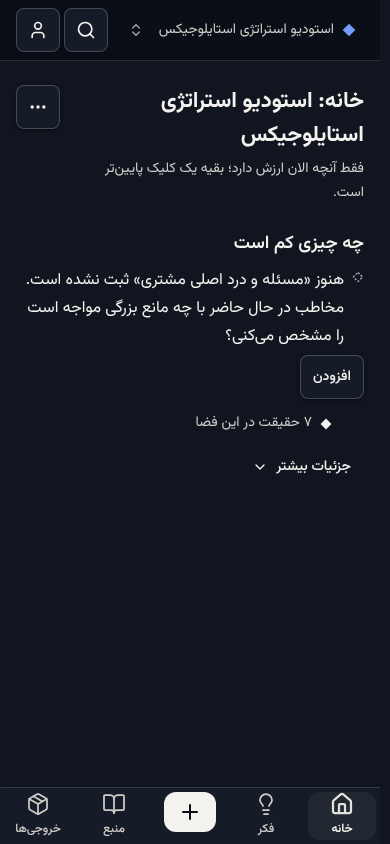 استودیو استراتژی استایلوجیکس
خانه: استودیو استراتژی
استایلوجیکس
فقط آنچه الان ارزش دارد؛ بقیه یک کلیک پایین‌تر
است.
چه چیزی کم است
هنوز «مسئله و درد اصلی مشتری» ثبت نشده است.
مخاطب در حال حاضر با چه مانع بزرگی مواجه است
را مشخص می‌کنی؟
افزودن
۷ حقیقت در این فضا
جزئیات بیشتر
خانه
فکر
منبع
خروجی‌ها